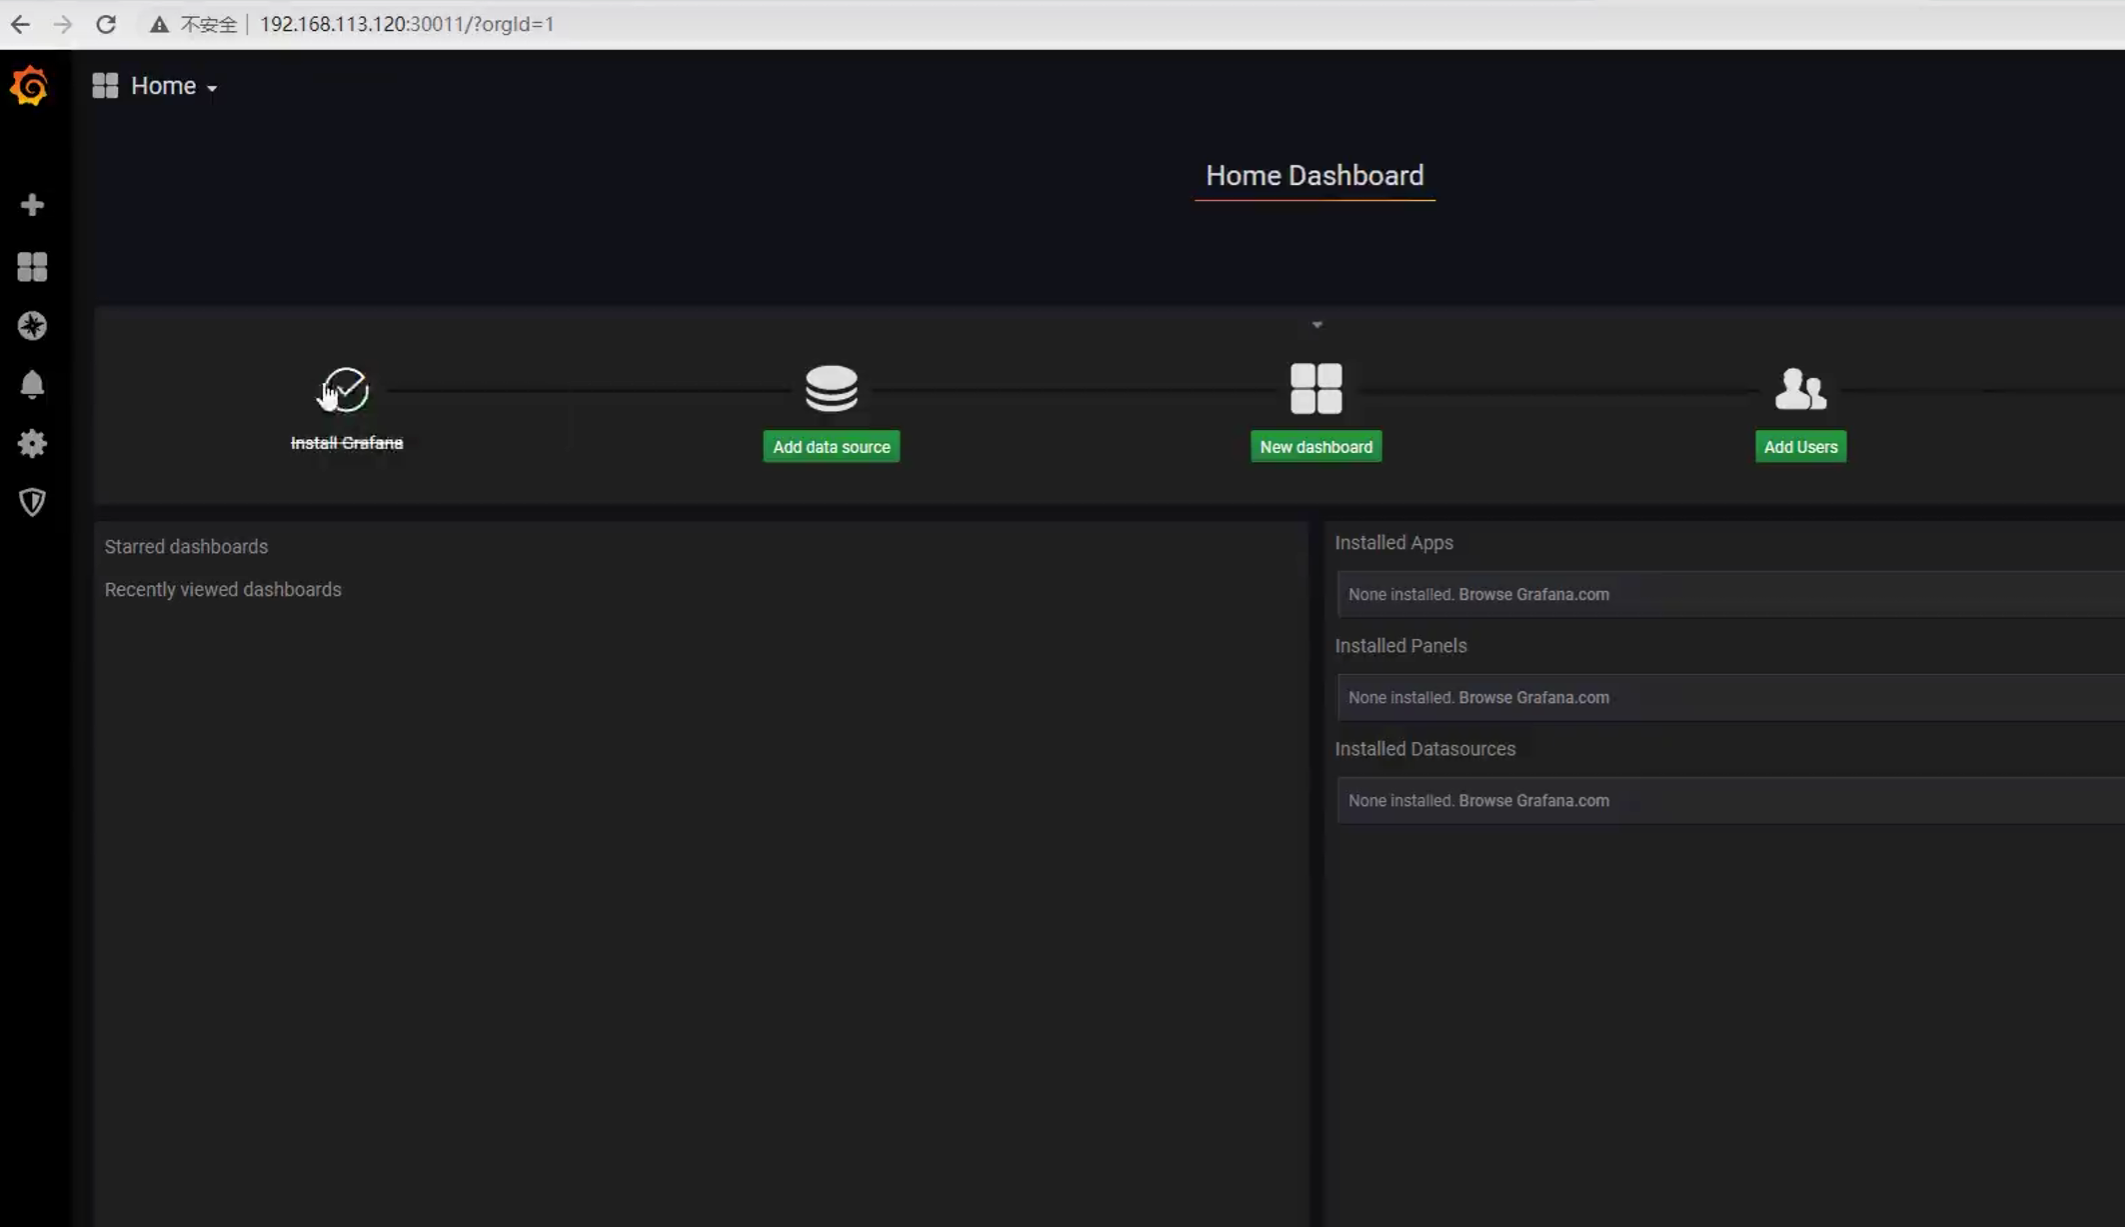 不安全 192.168.113.120:30011/?orgId=1
Home
Home Dashboard
Install Grafana
Add data source
New dashboard
Add Users
Starred dashboards
Recently viewed dashboards
Installed Apps
None installed. Browse Grafana.com
Installed Panels
None installed. Browse Grafana.com
Installed Datasources
None installed. Browse Grafana.com